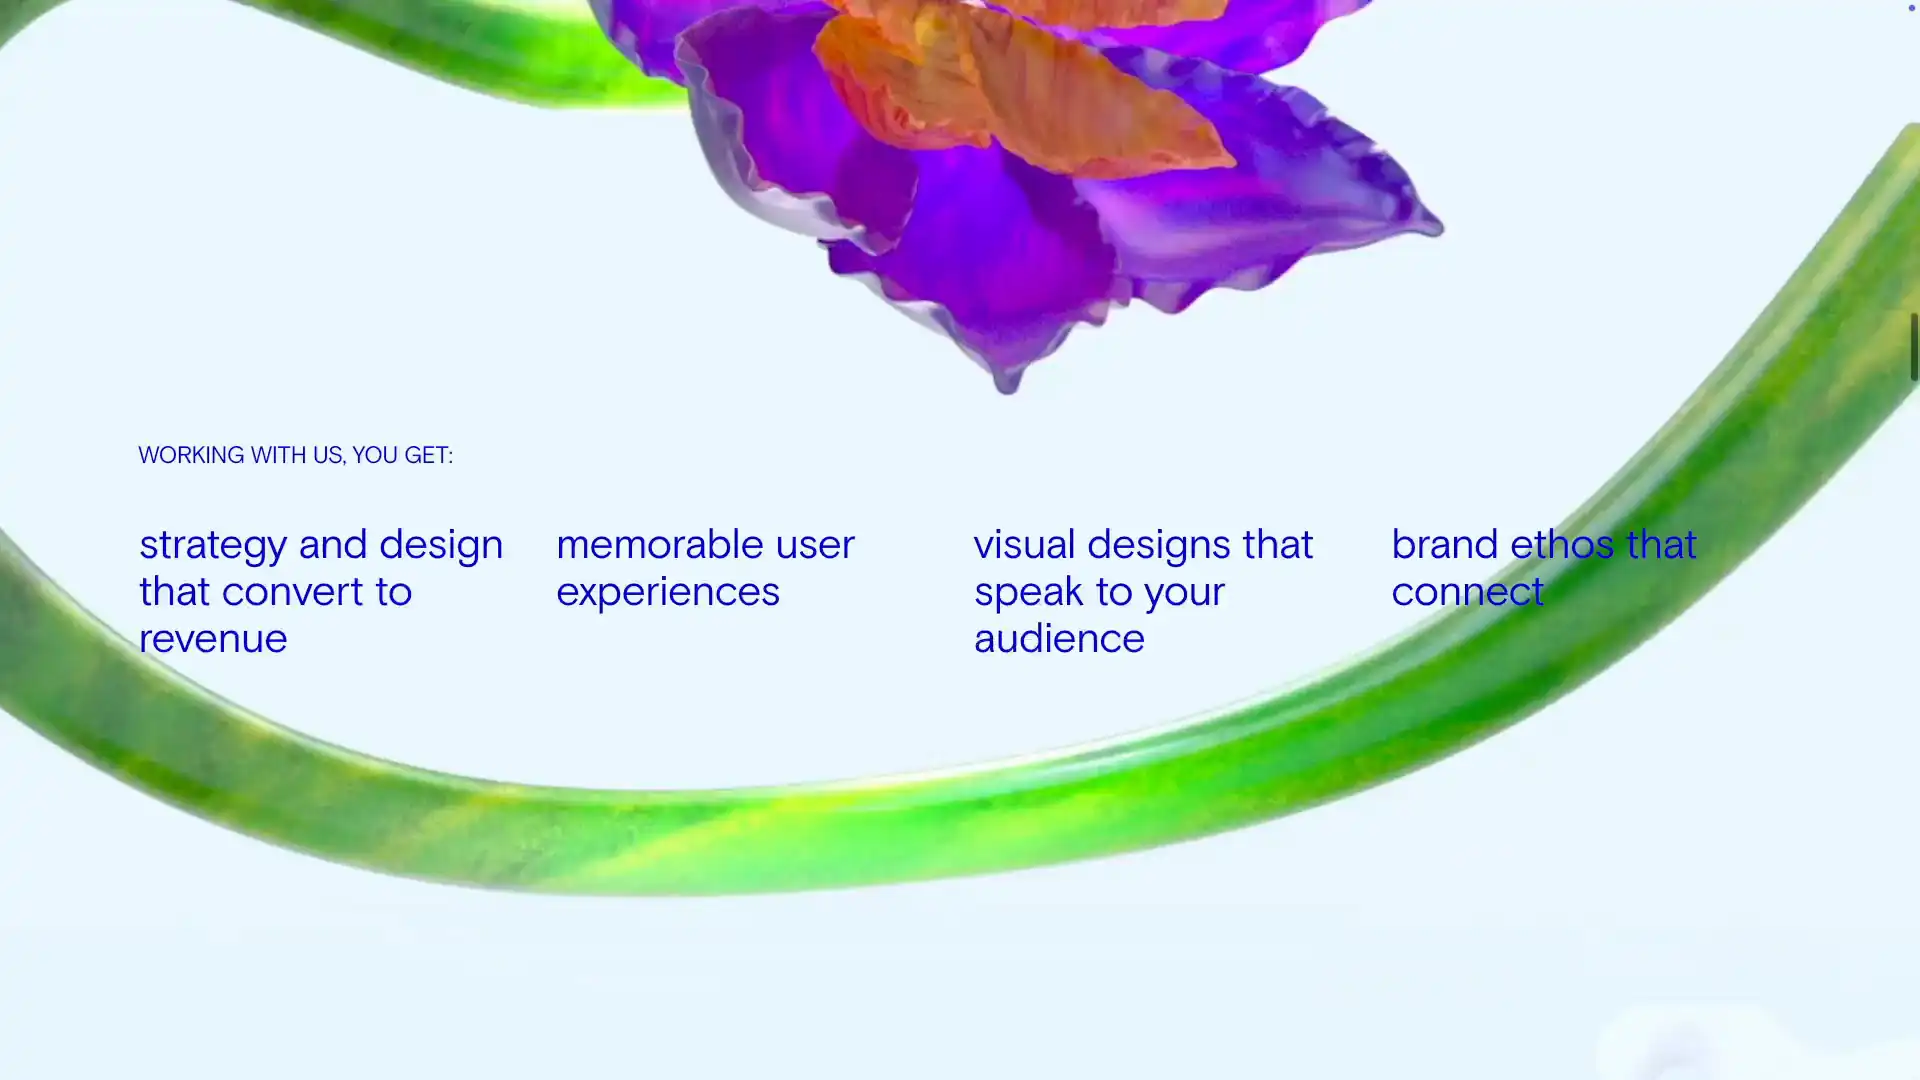 WORKING WITH US, YOU GET:
strategy and design
that convert to
revenue
memorable user
experiences
visual designs that
speak to your
audience
brand ethos that
connect